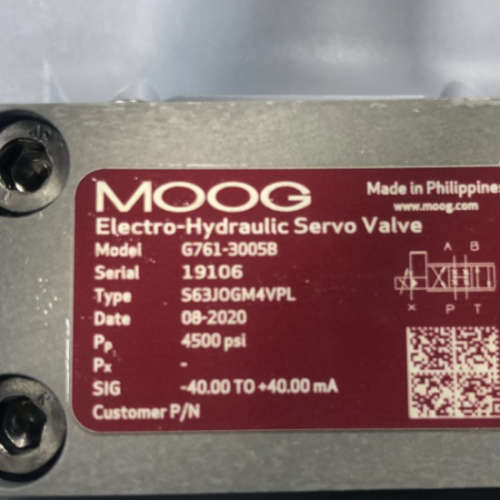 MOOG
Made in Philippines
www.moog.com
Electro-Hydraulic Servo Valve
Model G761-3005B
Serial 19106
Type S63JOGM4VPL
Date 08-2020
Pp 4500 psi
Px -
SIG -40.00 TO +40.00 mA
Customer P/N
A B
X P T